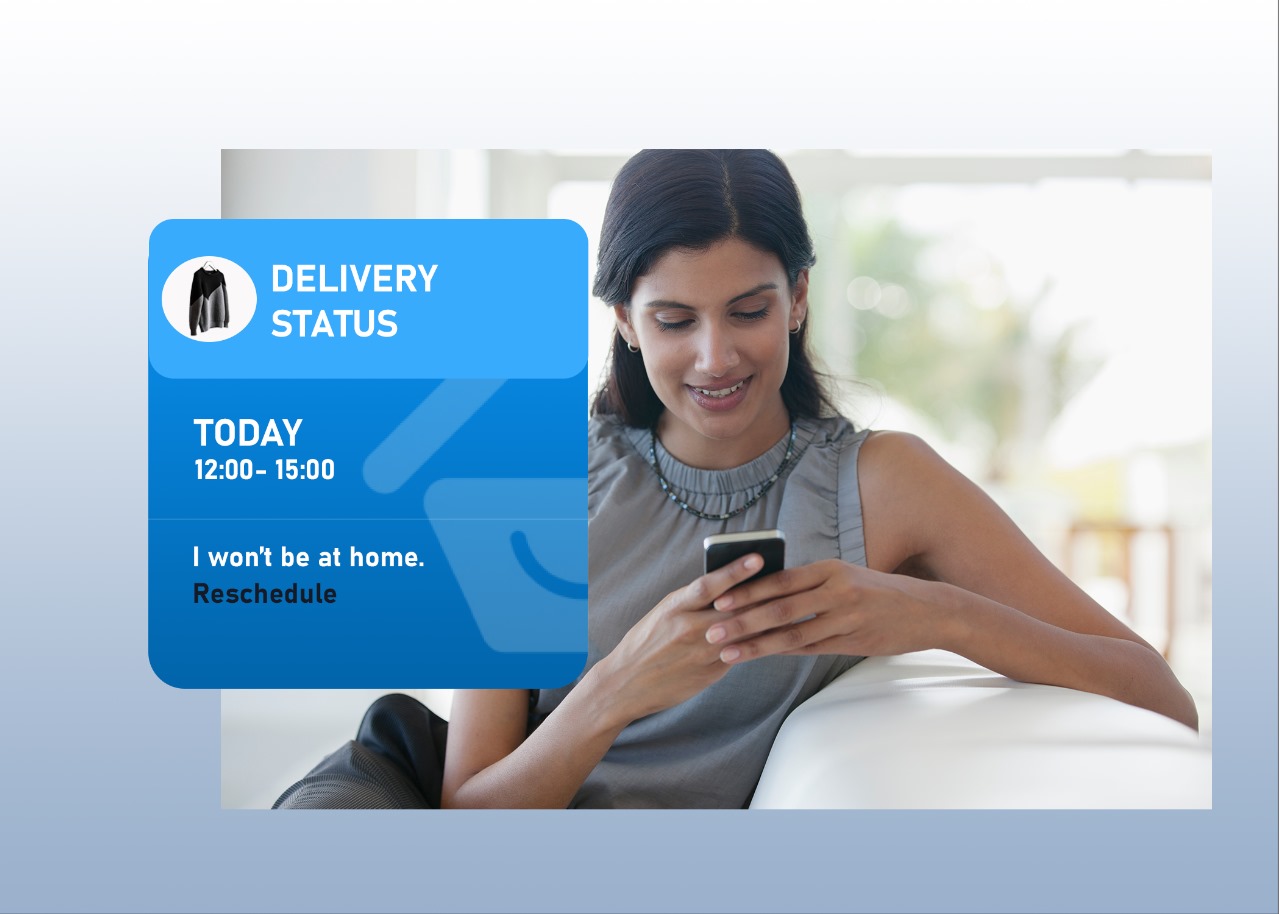 DELIVERY
STATUS
TODAY
12:00- 15:00
I won't be at home.
Reschedule